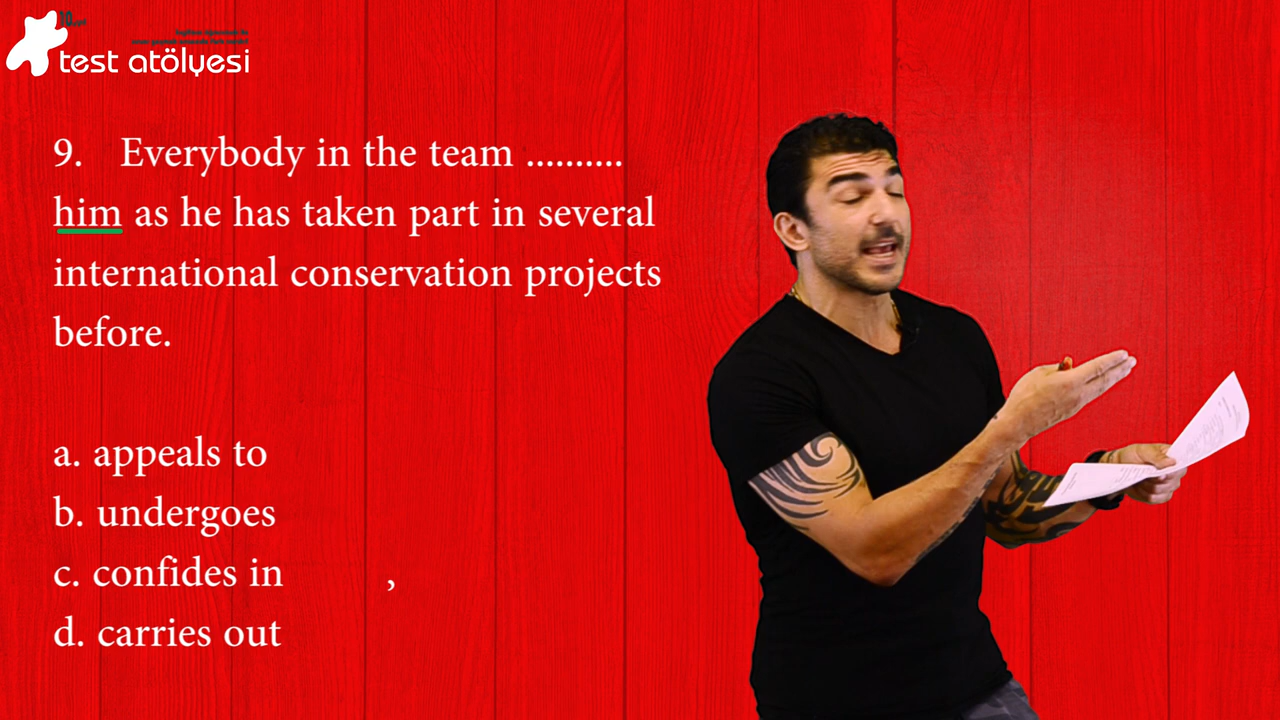 test atölyesi
9. Everybody in the team ..........
him as he has taken part in several
international conservation projects
before.
a. appeals to
b. undergoes
c. confides in ,
d. carries out